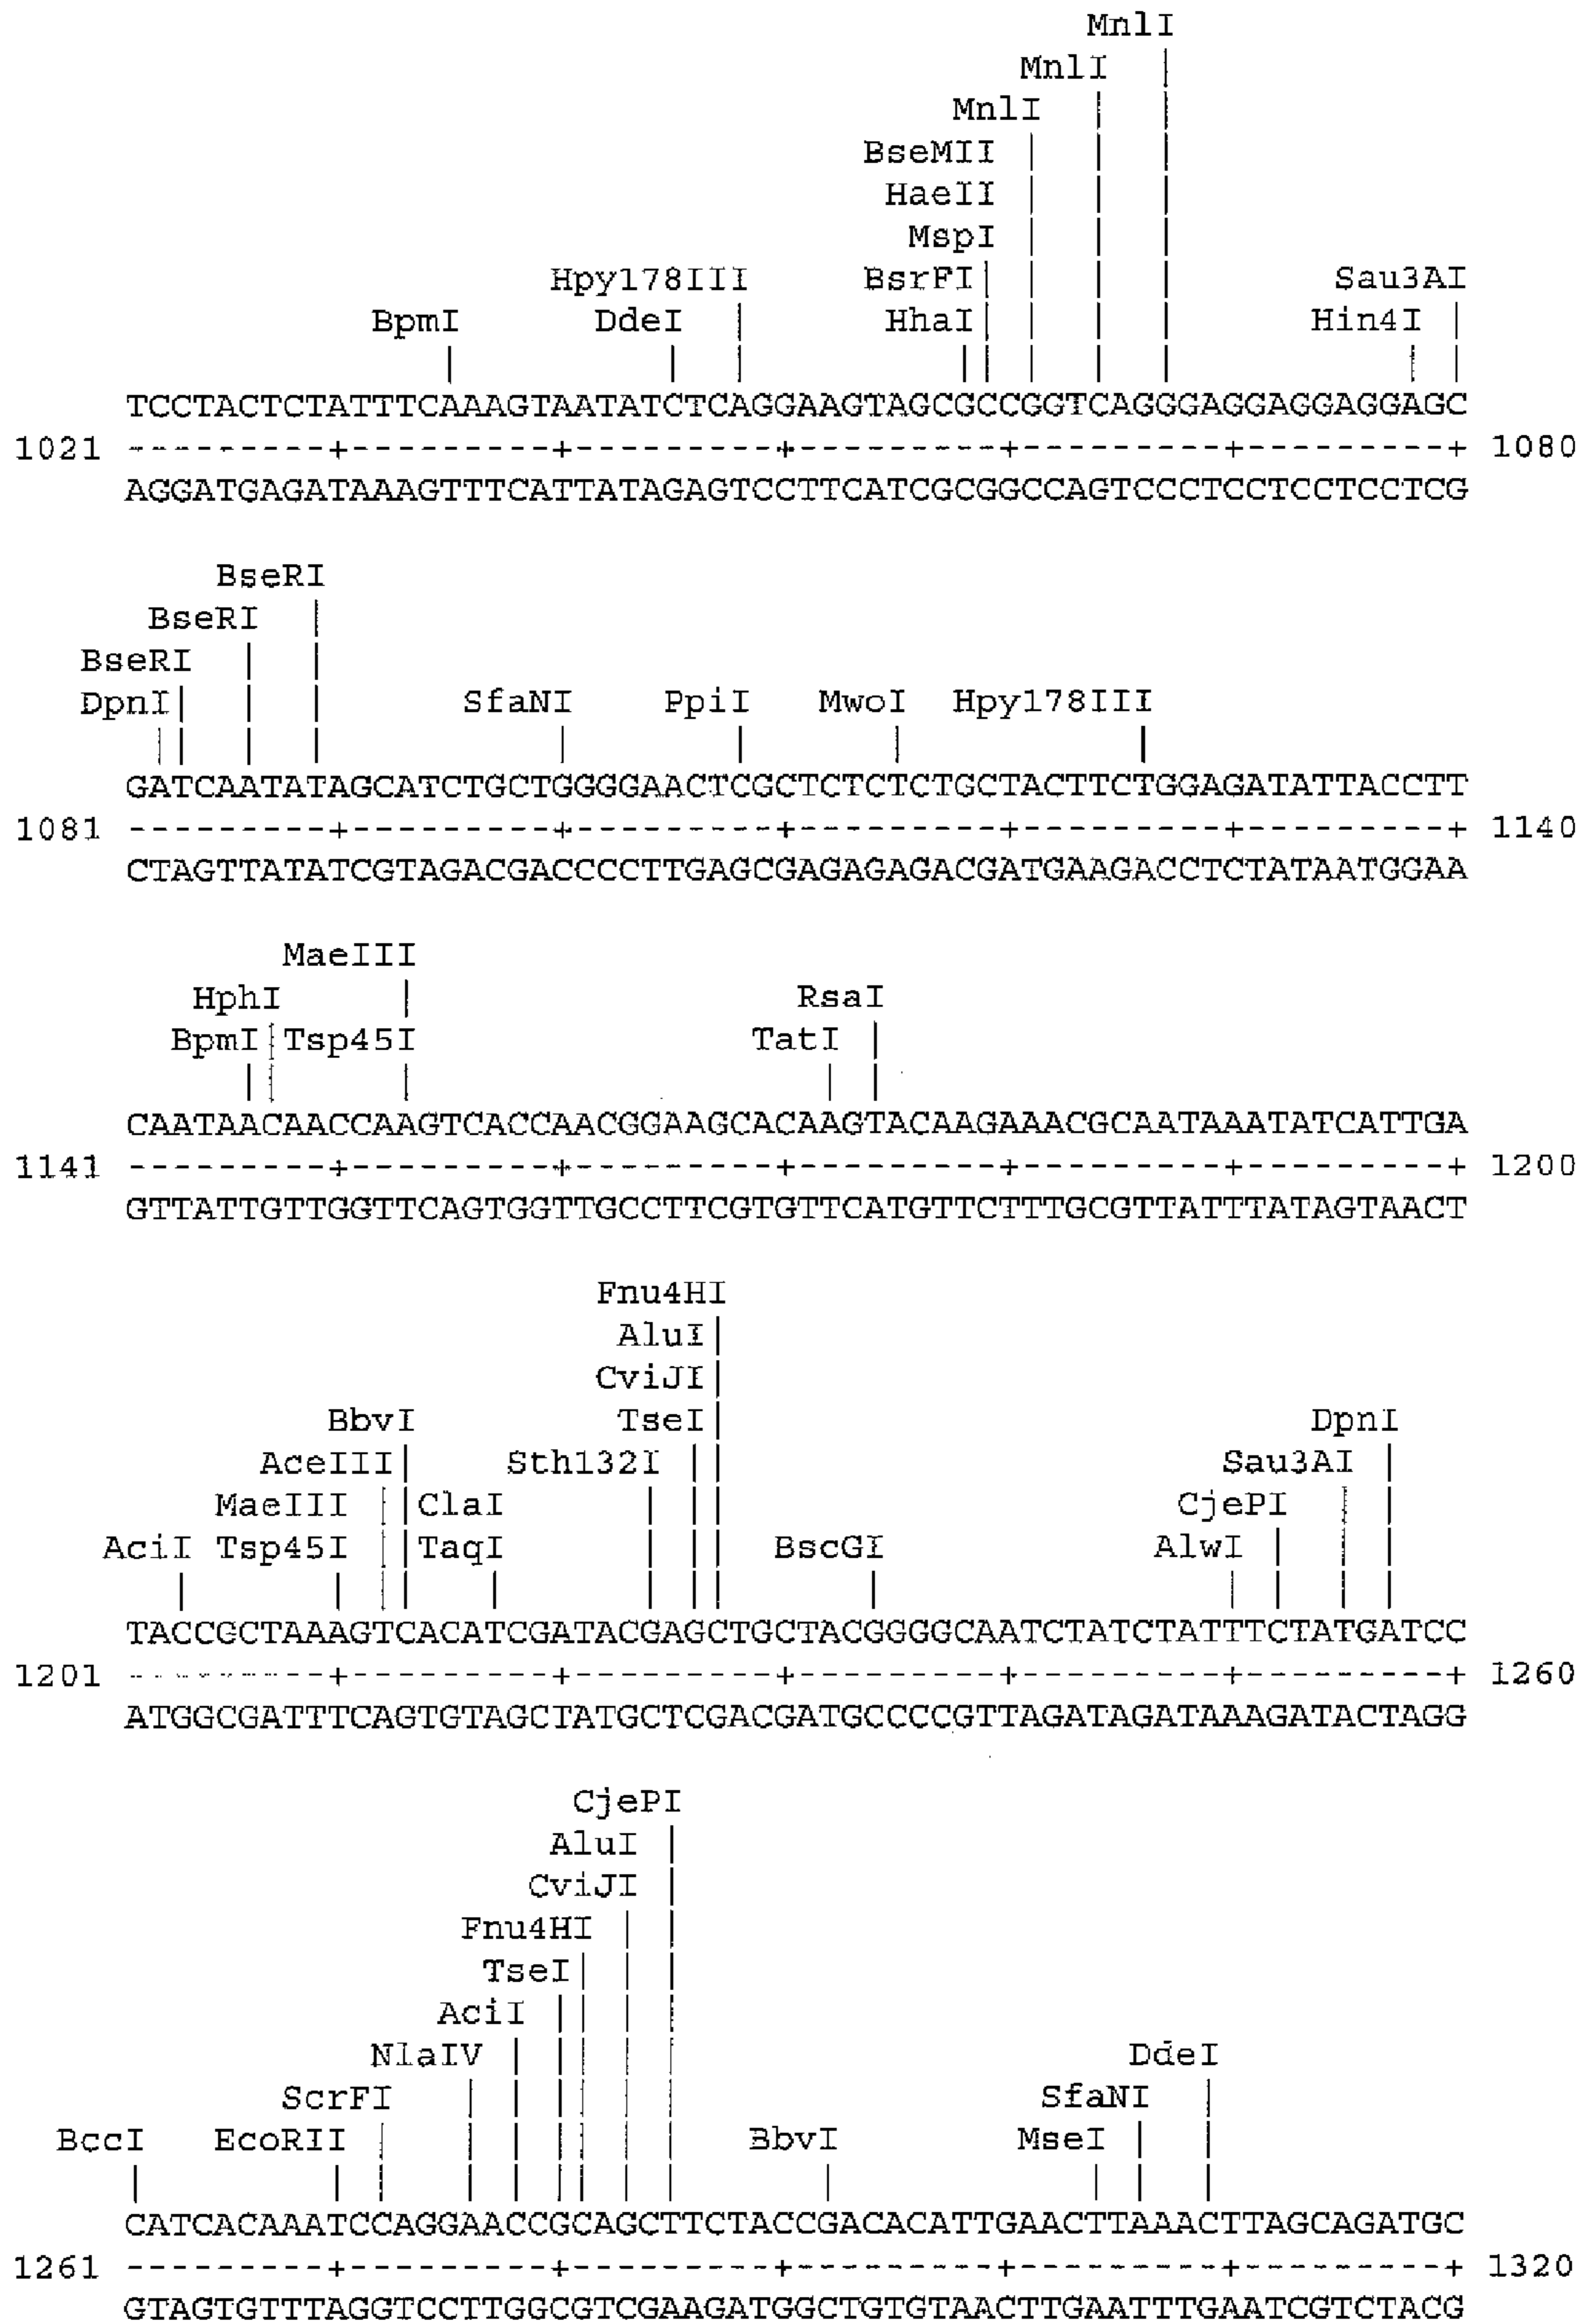 MnlI
MnlI
MnlI
BseMII
HaeII
MspI
Hpy178III BsrFI Sau3AI
BpmI DdeI HhaI Hin4I
TCCTACTCTATTTCAAAGTAATATCTCAGGAAGTAGCGCCGGTCAGGGAGGAGGAGGAGC
1021 ---------+---------+---------+---------+---------+---------+ 1080
AGGATGAGATAAAGTTTCATTATAGAGTCCTTCATCGCGGCCAGTCCCTCCTCCTCCTCG
BseRI
BseRI
BseRI
DpnI SfaNI PpiI MwoI Hpy178III
GATCAATATAGCATCTGCTGGGGAACTCGCTCTCTCTGCTACTTCTGGAGATATTACCTT
1081 ---------+---------+---------+---------+---------+---------+ 1140
CTAGTTATATCGTAGACGACCCCTTGAGCGAGAGAGACGATGAAGACCTCTATAATGGAA
MaeIII
HphI RsaI
BpmI Tsp45I TatI
CAATAACAACCAAGTCACCAACGGAAGCACAAGTACAAGAAACGCAATAAATATCATTGA
1141 ---------+---------+---------+---------+---------+---------+ 1200
GTTATTGTTGGTTCAGTGGTTGCCTTCGTGTTCATGTTCTTTGCGTTATTTATAGTAACT
Fnu4HI
AluI
CviJI
BbvI TseI DpnI
AceIII Sth132I Sau3AI
MaeIII ClaI CjePI
AciI Tsp45I TaqI BscGI AlwI
TACCGCTAAAGTCACATCGATACGAGCTGCTACGGGGCAATCTATCTATTTCTATGATCC
1201 ---------+---------+---------+---------+---------+---------+ 1260
ATGGCGATTTCAGTGTAGCTATGCTCGACGATGCCCCGTTAGATAGATAAAGATACTAGG
CjePI
AluI
CviJI
Fnu4HI
TseI
AciI
NlaIV DdeI
ScrFI SfaNI
BccI EcoRII BbvI MseI
CATCACAAATCCAGGAACCGCAGCTTCTACCGACACATTGAACTTAAACTTAGCAGATGC
1261 ---------+---------+---------+---------+---------+---------+ 1320
GTAGTGTTTAGGTCCTTGGCGTCGAAGATGGCTGTGTAACTTGAATTTGAATCGTCTACG